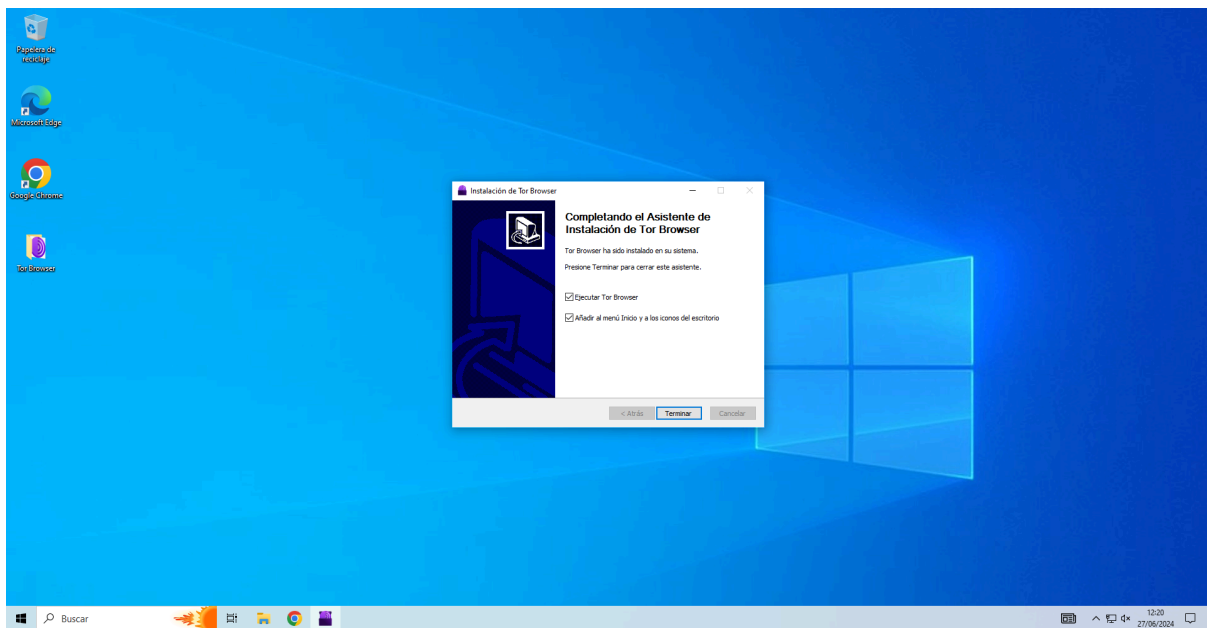 Papelera de
reciclaje
Microsoft Edge
Google Chrome
Tor Browser
Instalación de Tor Browser
Completando el Asistente de
Instalación de Tor Browser
Tor Browser ha sido instalado en su sistema.
Presione Terminar para cerrar este asistente.
Ejecutar Tor Browser
Añadir al menú Inicio y a los iconos del escritorio
< Atrás
Terminar
Cancelar
Buscar
12:20
27/06/2024